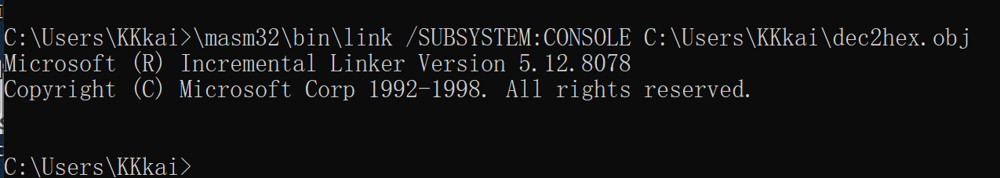 C:\Users\KKkai>\masm32\bin\link /SUBSYSTEM:CONSOLE C:\Users\KKkai\dec2hex.obj
Microsoft (R) Incremental Linker Version 5.12.8078
Copyright (C) Microsoft Corp 1992-1998. All rights reserved.
C:\Users\KKkai>